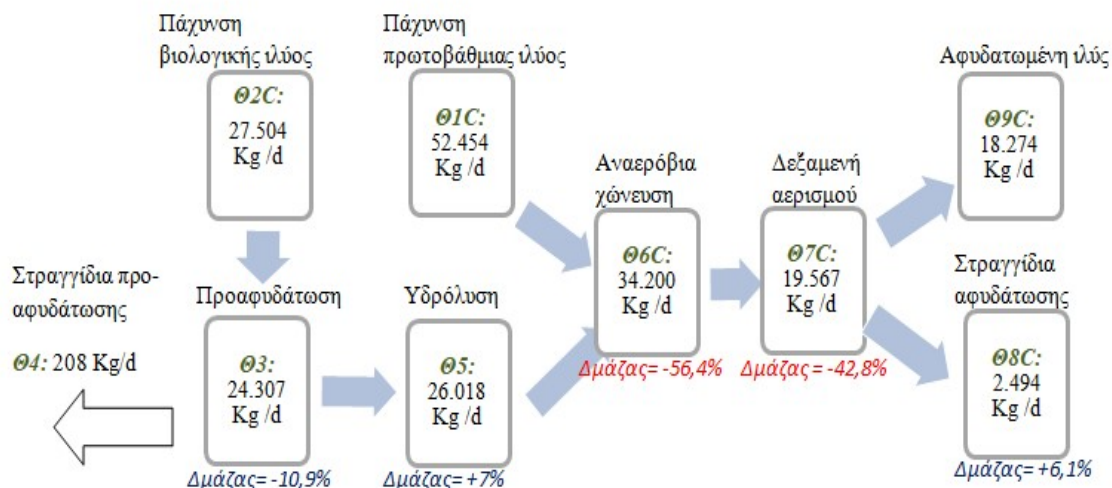 Πάχυνση
βιολογικής ιλύος
Θ2C:
27.504
Kg /d
Πάχυνση
πρωτοβάθμιας ιλύος
Θ1C:
52.454
Kg /d
Αφυδατωμένη ιλύς
Θ9C:
18.274
Kg /d
Αναερόβια
χώνευση
Θ6C:
34.200
Kg /d
Δμάζας= -56,4%
Δεξαμενή
αερισμού
Θ7C:
19.567
Kg /d
Δμάζας = -42,8%
Στραγγίδια προ-
αφυδάτωσης
Θ4: 208 Kg/d
Προαφυδάτωση
Θ3:
24.307
Kg /d
Δμάζας= -10,9%
Υδρόλυση
Θ5:
26.018
Kg /d
Δμάζας= +7%
Στραγγίδια
αφυδάτωσης
Θ8C:
2.494
Kg /d
Δμάζας= +6,1%